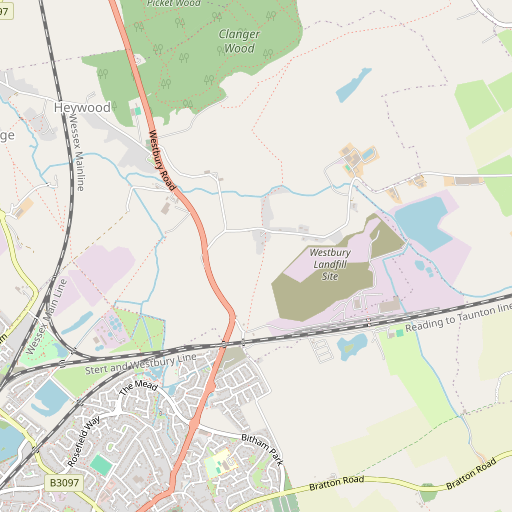 Picket Wood
97
Clanger
Wood
Heywood
ge
Wessex Mainline
Westbury Road
Westbury
Landfill
Site
Wessex Main Line
Reading to Taunton line
m
Stert and Westbury Line
The Mead
Rosefield Way
Bitham Park
B3097
Bratton Road
Bratton Road